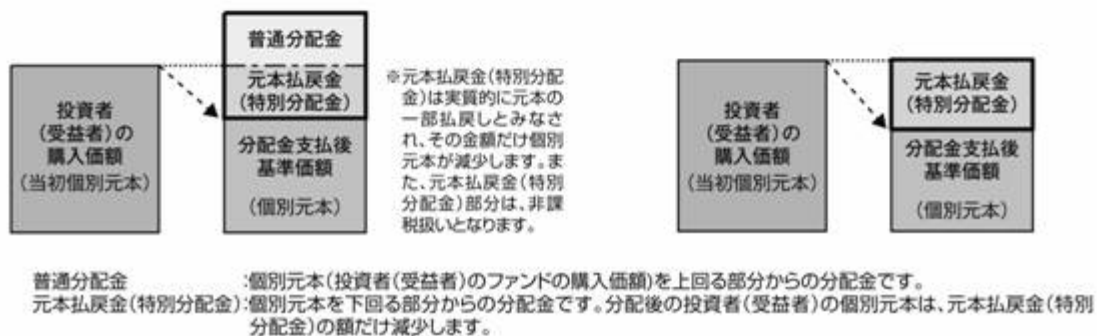 投資者
(受益者)の
購入価額
(当初個別元本)
普通分配金
元本払戻金
(特別分配金)
分配金支払後
基準価額
(個別元本)
※元本払戻金(特別分配
金)は実質的に元本の
一部払戻しとみなさ
れ、その金額だけ個別
元本が減少します。ま
た、元本払戻金(特別
分配金)部分は、非課
税扱いとなります。
投資者
(受益者)の
購入価額
(当初個別元本)
元本払戻金
(特別分配金)
分配金支払後
基準価額
(個別元本)
普通分配金 :個別元本(投資者(受益者)のファンドの購入価額)を上回る部分からの分配金です。
元本払戻金(特別分配金):個別元本を下回る部分からの分配金です。分配後の投資者(受益者)の個別元本は、元本払戻金(特別
分配金)の額だけ減少します。